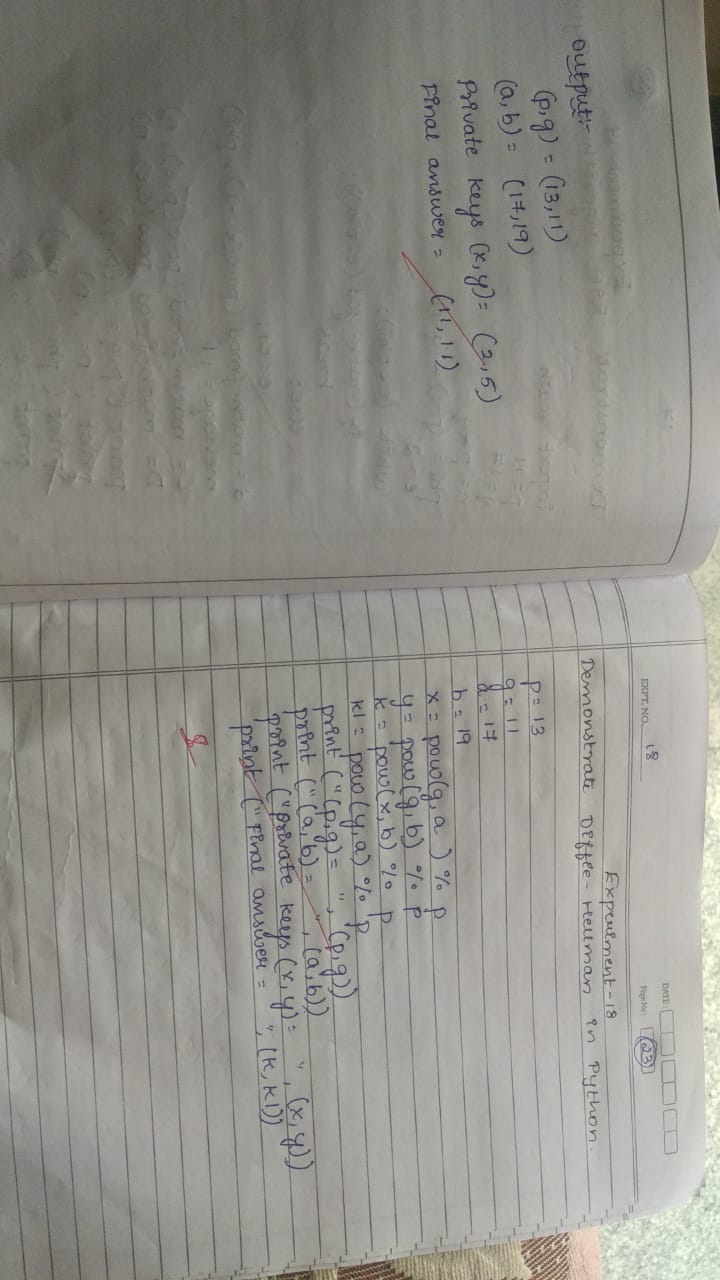 Output:-
(p,g) = (13,11)
(a,b) = (17,19)
Private keys (x,y)= (2,5)
Final answer = (11,11)
DATE:
EXPT. NO. 18
Page No: 23
Experiment-18
Demonstrate Diffie-Hellman in Python.
p= 13
g= 11
a = 17
b = 19
x = pow(g,a ) % p
y= pow(g,b) % p
k = pow(x,b) % p
k1 = pow(y,a) % p
print ("(p,g)= ", (p,g))
print ("(a,b) = ", (a,b))
print ("private keys (x,y) = ", (x,y))
print ("Final answer = ", (k,k1))
8